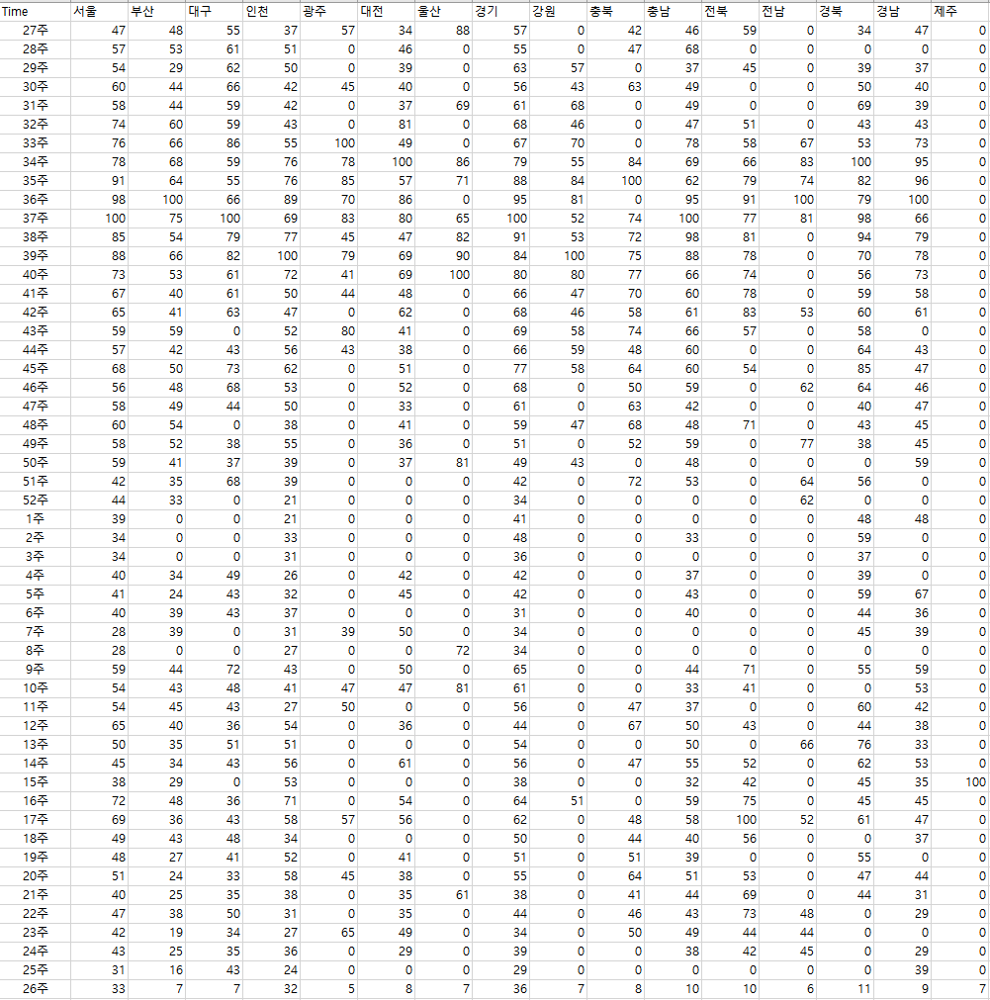 Time 서울 부산 대구 인천 광주 대전 울산 경기 강원 충북 충남 전북 전남 경북 경남 제주
27주 47 48 55 37 57 34 88 57 0 42 46 59 0 34 47 0
28주 57 53 61 51 0 46 0 55 0 47 68 0 0 0 0 0
29주 54 29 62 50 0 39 0 63 57 0 37 45 0 39 37 0
30주 60 44 66 42 45 40 0 56 43 63 49 0 0 50 40 0
31주 58 44 59 42 0 37 69 61 68 0 49 0 0 69 39 0
32주 74 60 59 43 0 81 0 68 46 0 47 51 0 43 43 0
33주 76 66 86 55 100 49 0 67 70 0 78 58 67 53 73 0
34주 78 68 59 76 78 100 86 79 55 84 69 66 83 100 95 0
35주 91 64 55 76 85 57 71 88 84 100 62 79 74 82 96 0
36주 98 100 66 89 70 86 0 95 81 0 95 91 100 79 100 0
37주 100 75 100 69 83 80 65 100 52 74 100 77 81 98 66 0
38주 85 54 79 77 45 47 82 91 53 72 98 81 0 94 79 0
39주 88 66 82 100 79 69 90 84 100 75 88 78 0 70 78 0
40주 73 53 61 72 41 69 100 80 80 77 66 74 0 56 73 0
41주 67 40 61 50 44 48 0 66 47 70 60 78 0 59 58 0
42주 65 41 63 47 0 62 0 68 46 58 61 83 53 60 61 0
43주 59 59 0 52 80 41 0 69 58 74 66 57 0 58 0 0
44주 57 42 43 56 43 38 0 66 59 48 60 0 0 64 43 0
45주 68 50 73 62 0 51 0 77 58 64 60 54 0 85 47 0
46주 56 48 68 53 0 52 0 68 0 50 59 0 62 64 46 0
47주 58 49 44 50 0 33 0 61 0 63 42 0 0 40 47 0
48주 60 54 0 38 0 41 0 59 47 68 48 71 0 43 45 0
49주 58 52 38 55 0 36 0 51 0 52 59 0 77 38 45 0
50주 59 41 37 39 0 37 81 49 43 0 48 0 0 0 59 0
51주 42 35 68 39 0 0 0 42 0 72 53 0 64 56 0 0
52주 44 33 0 21 0 0 0 34 0 0 0 0 62 0 0 0
1주 39 0 0 21 0 0 0 41 0 0 0 0 0 48 48 0
2주 34 0 0 33 0 0 0 48 0 0 33 0 0 59 0 0
3주 34 0 0 31 0 0 0 36 0 0 0 0 0 37 0 0
4주 40 34 49 26 0 42 0 42 0 0 37 0 0 39 0 0
5주 41 24 43 32 0 45 0 42 0 0 43 0 0 59 67 0
6주 40 39 43 37 0 0 0 31 0 0 40 0 0 44 36 0
7주 28 39 0 31 39 50 0 34 0 0 0 0 0 45 39 0
8주 28 0 0 27 0 0 72 34 0 0 0 0 0 0 0 0
9주 59 44 72 43 0 50 0 65 0 0 44 71 0 55 59 0
10주 54 43 48 41 47 47 81 61 0 0 33 41 0 0 53 0
11주 54 45 43 27 50 0 0 56 0 47 37 0 0 60 42 0
12주 65 40 36 54 0 36 0 44 0 67 50 43 0 44 38 0
13주 50 35 51 51 0 0 0 54 0 0 50 0 66 76 33 0
14주 45 34 43 56 0 61 0 56 0 47 55 52 0 62 53 0
15주 38 29 0 53 0 0 0 38 0 0 32 42 0 45 35 100
16주 72 48 36 71 0 54 0 64 51 0 59 75 0 45 45 0
17주 69 36 43 58 57 56 0 62 0 48 58 100 52 61 47 0
18주 49 43 48 34 0 0 0 50 0 44 40 56 0 0 37 0
19주 48 27 41 52 0 41 0 51 0 51 39 0 0 55 0 0
20주 51 24 33 58 45 38 0 55 0 64 51 53 0 47 44 0
21주 40 25 35 38 0 35 61 38 0 41 44 69 0 44 31 0
22주 47 38 50 31 0 35 0 44 0 46 43 73 48 0 29 0
23주 42 19 34 27 65 49 0 34 0 50 49 44 44 0 0 0
24주 43 25 35 36 0 29 0 39 0 0 38 42 45 0 29 0
25주 31 16 43 24 0 0 0 29 0 0 0 0 0 0 39 0
26주 33 7 7 32 5 8 7 36 7 8 10 10 6 11 9 7